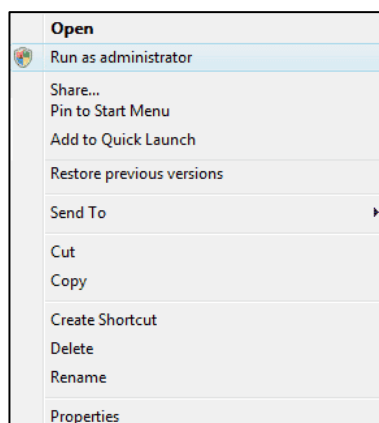 Open
Run as administrator
Share...
Pin to Start Menu
Add to Quick Launch
Restore previous versions
Send To
Cut
Copy
Create Shortcut
Delete
Rename
Properties